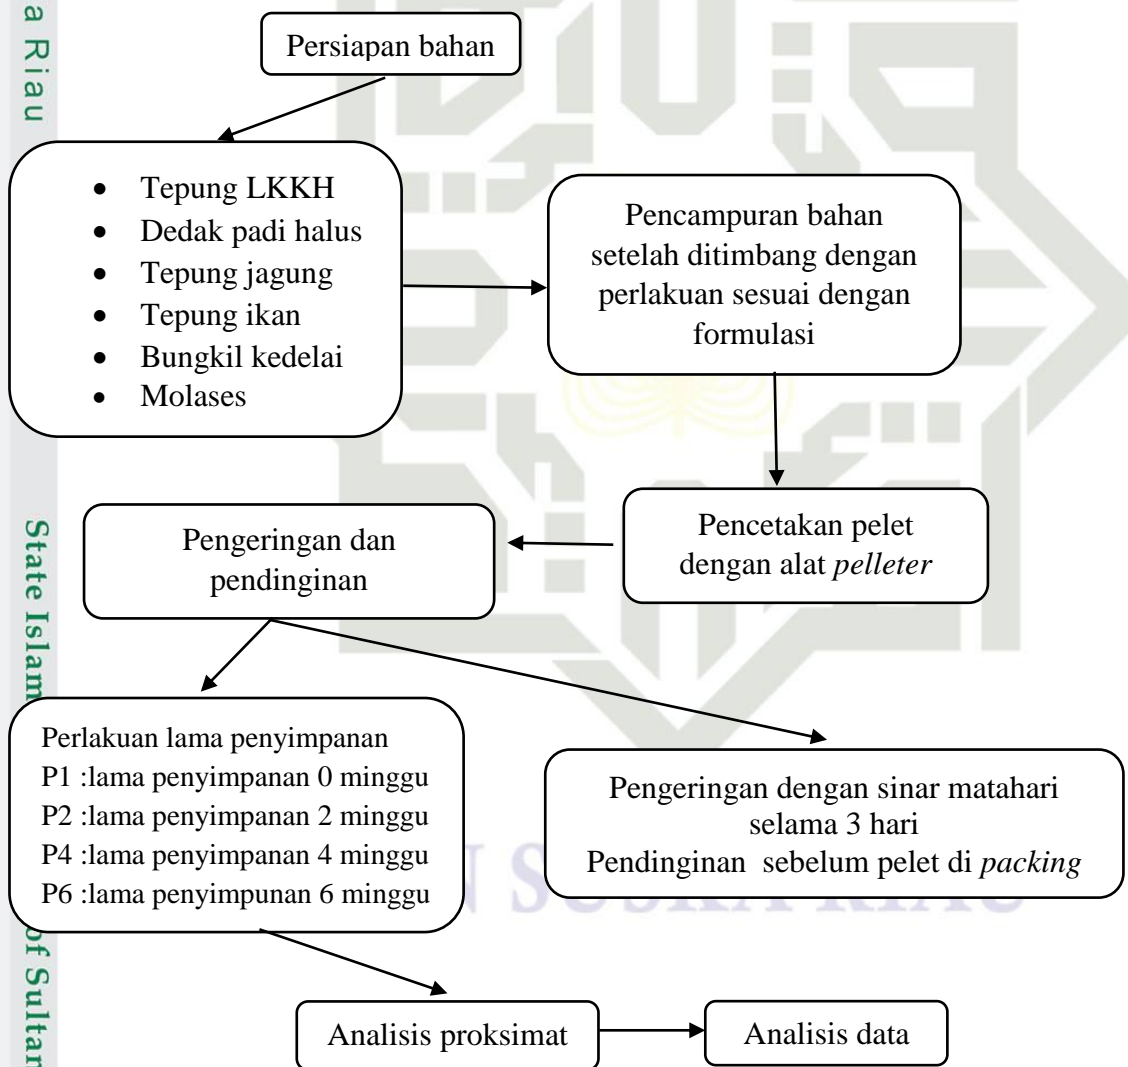 a Riau
State Islam
of Sultan
Persiapan bahan
• Tepung LKKH
• Dedak padi halus
• Tepung jagung
• Tepung ikan
• Bungkil kedelai
• Molases
Pencampuran bahan
setelah ditimbang dengan
perlakuan sesuai dengan
formulasi
Pencetakan pelet
dengan alat pelleter
Pengeringan dan
pendinginan
Perlakuan lama penyimpanan
P1 :lama penyimpanan 0 minggu
P2 :lama penyimpanan 2 minggu
P4 :lama penyimpanan 4 minggu
P6 :lama penyimpunan 6 minggu
Pengeringan dengan sinar matahari
selama 3 hari
Pendinginan sebelum pelet di packing
Analisis proksimat
Analisis data